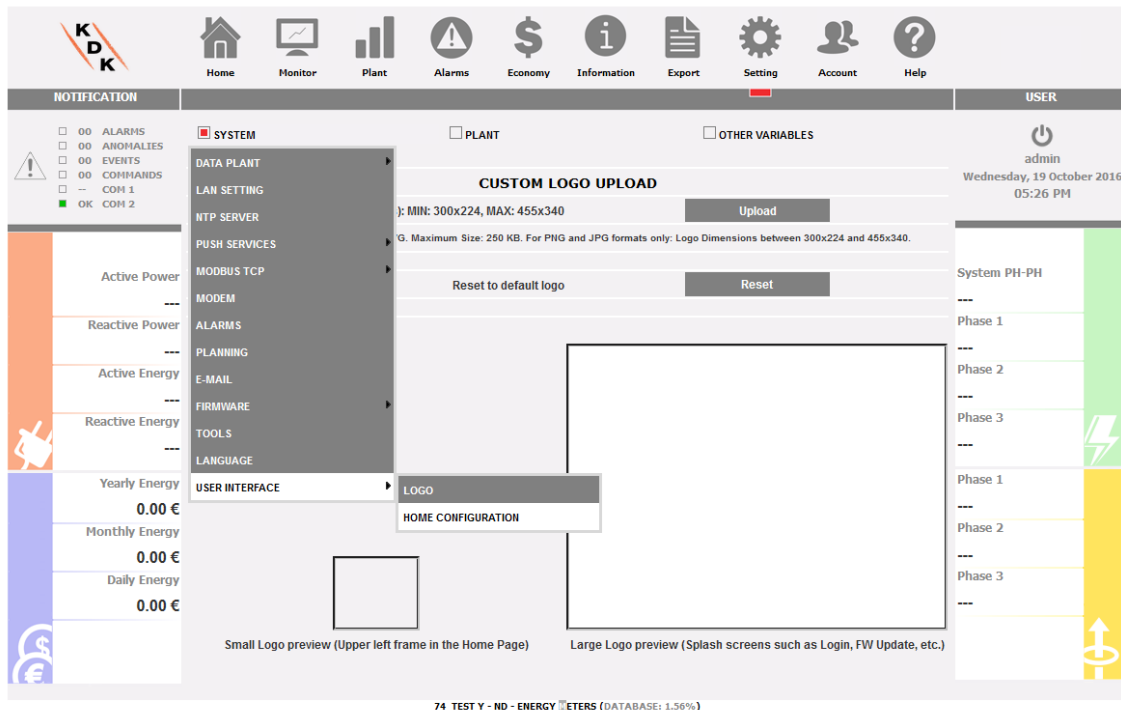 K
D
K
Home Monitor Plant Alarms Economy Information Export Setting Account Help
NOTIFICATION
USER
00 ALARMS
00 ANOMALIES
00 EVENTS
00 COMMANDS
-- COM 1
OK COM 2
SYSTEM
PLANT
OTHER VARIABLES
admin
Wednesday, 19 October 2016
05:26 PM
DATA PLANT
LAN SETTING
NTP SERVER
PUSH SERVICES
MODBUS TCP
MODEM
ALARMS
PLANNING
E-MAIL
FIRMWARE
TOOLS
LANGUAGE
USER INTERFACE
LOGO
HOME CONFIGURATION
CUSTOM LOGO UPLOAD
): MIN: 300x224, MAX: 455x340
Upload
G. Maximum Size: 250 KB. For PNG and JPG formats only: Logo Dimensions between 300x224 and 455x340.
Reset to default logo
Reset
Small Logo preview (Upper left frame in the Home Page)
Large Logo preview (Splash screens such as Login, FW Update, etc.)
Active Power
---
Reactive Power
---
Active Energy
---
Reactive Energy
---
Yearly Energy
0.00 €
Monthly Energy
0.00 €
Daily Energy
0.00 €
System PH-PH
---
Phase 1
---
Phase 2
---
Phase 3
---
Phase 1
---
Phase 2
---
Phase 3
---
74 TEST Y - ND - ENERGY ETERS (DATABASE: 1.56%)